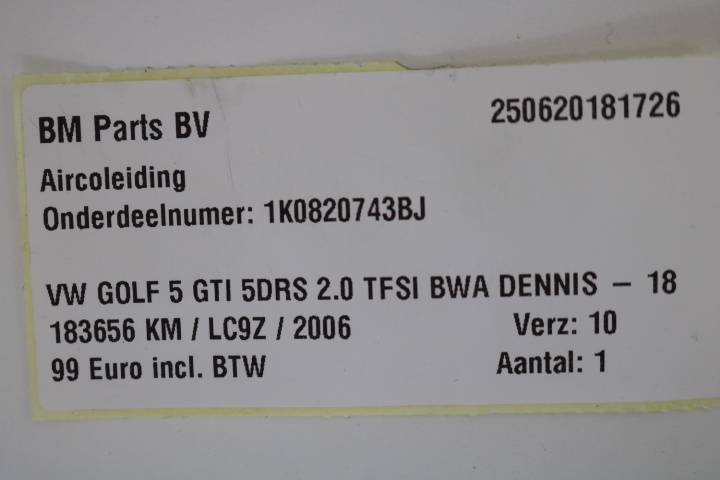 BM Parts BV 250620181726
Aircoleiding
Onderdeelnumer: 1K0820743BJ
VW GOLF 5 GTI 5DRS 2.0 TFSI BWA DENNIS – 18
183656 KM / LC9Z / 2006 Verz: 10
99 Euro incl. BTW Aantal: 1